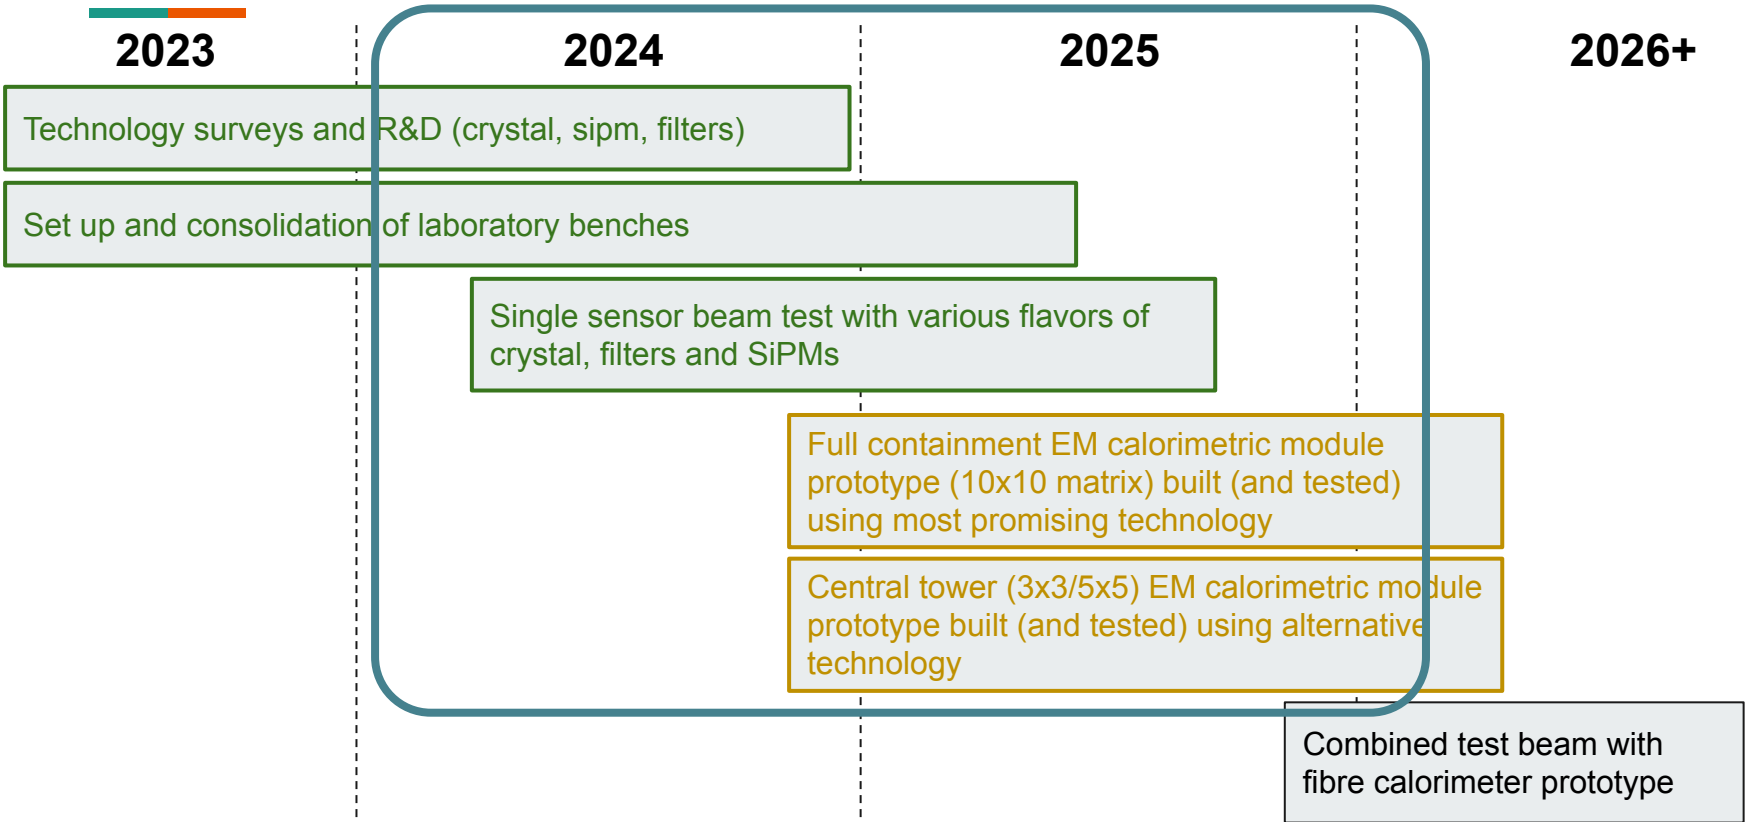 2023
2024
2025
2026+
Technology surveys and R&D (crystal, sipm, filters)
Set up and consolidation of laboratory benches
Single sensor beam test with various flavors of
crystal, filters and SiPMs
Full containment EM calorimetric module
prototype (10x10 matrix) built (and tested)
using most promising technology
Central tower (3x3/5x5) EM calorimetric module
prototype built (and tested) using alternative
technology
Combined test beam with
fibre calorimeter prototype